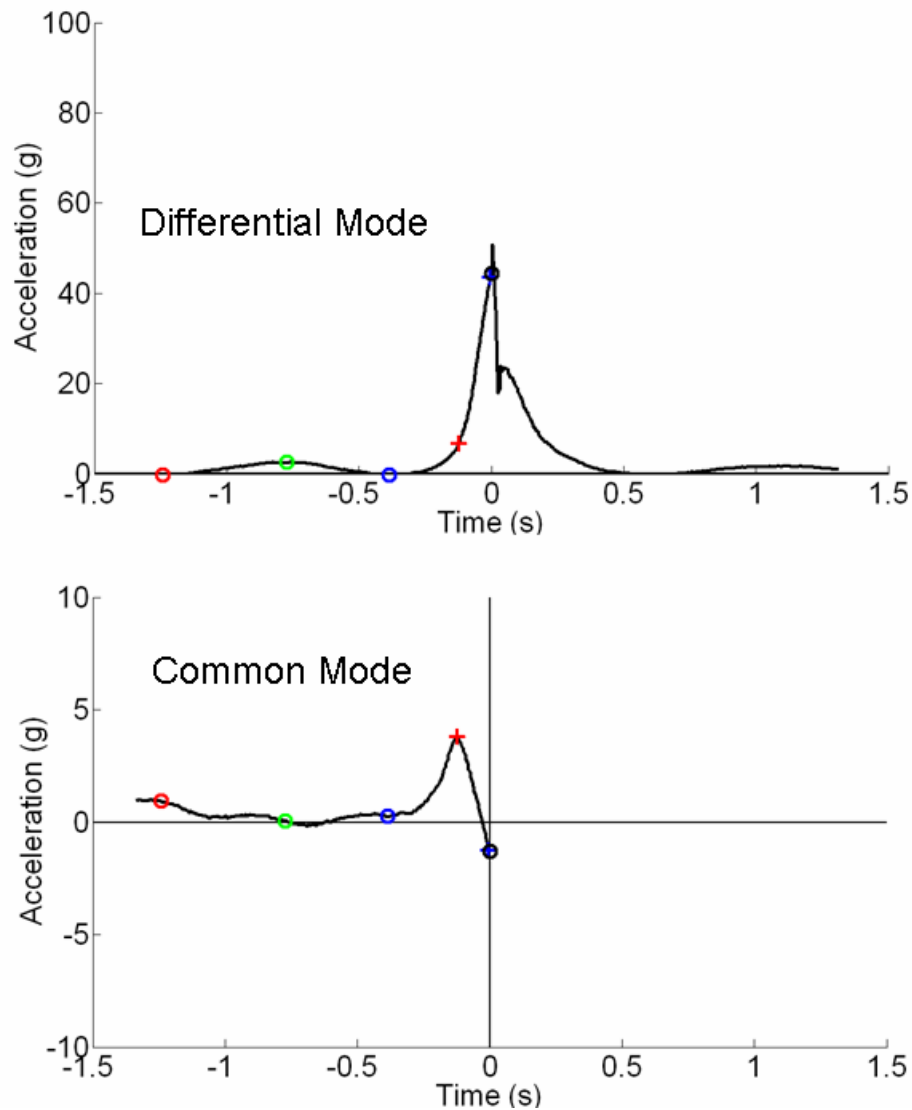 100
80
60
40
20
0
Acceleration (g)
Differential Mode
-1.5 -1 -0.5 0 0.5 1 1.5
Time (s)
10
5
0
-5
-10
Acceleration (g)
Common Mode
-1.5 -1 -0.5 0 0.5 1 1.5
Time (s)